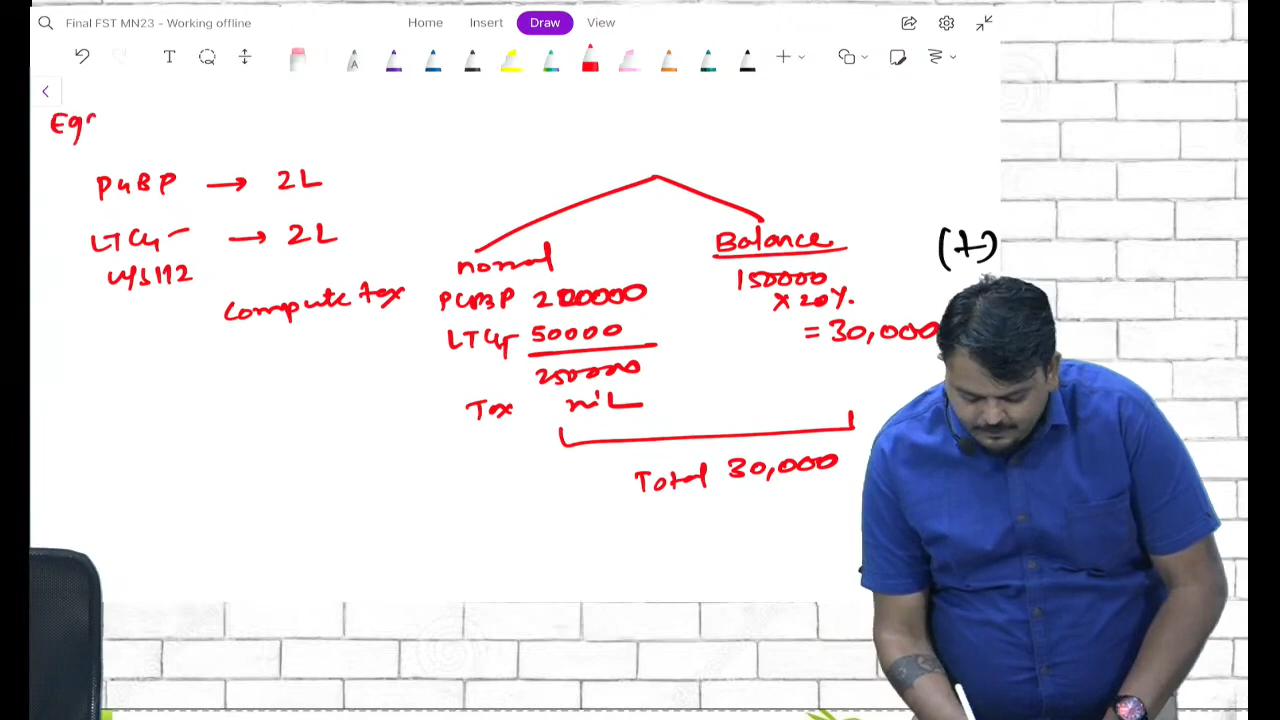 Final FST MN23 - Working offline
Home Insert Draw View
T
A
Eg:
PGBP → 2L
LTCG → 2L
u/s 112
Compute tax
normal
PGBP 200000
LTCG 50000
250000
Tax niL
Balance
150000
x 20%.
= 30,000
Total 30,000
(+)